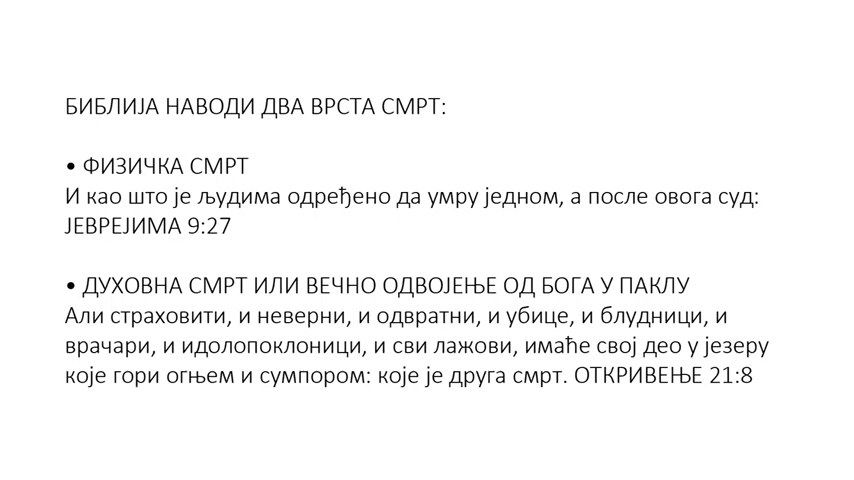 БИБЛИЈА НАВОДИ ДВА ВРСТА СМРТ:
• ФИЗИЧКА СМРТ
И као што је људима одређено да умру једном, а после овога суд:
ЈЕВРЕЈИМА 9:27
• ДУХОВНА СМРТ ИЛИ ВЕЧНО ОДВОЈЕЊЕ ОД БОГА У ПАКЛУ
Али страховити, и неверни, и одвратни, и убице, и блудници, и
врачари, и идолопоклоници, и сви лажови, имаће свој део у језеру
које гори огњем и сумпором: које је друга смрт. ОТКРИВЕЊЕ 21:8